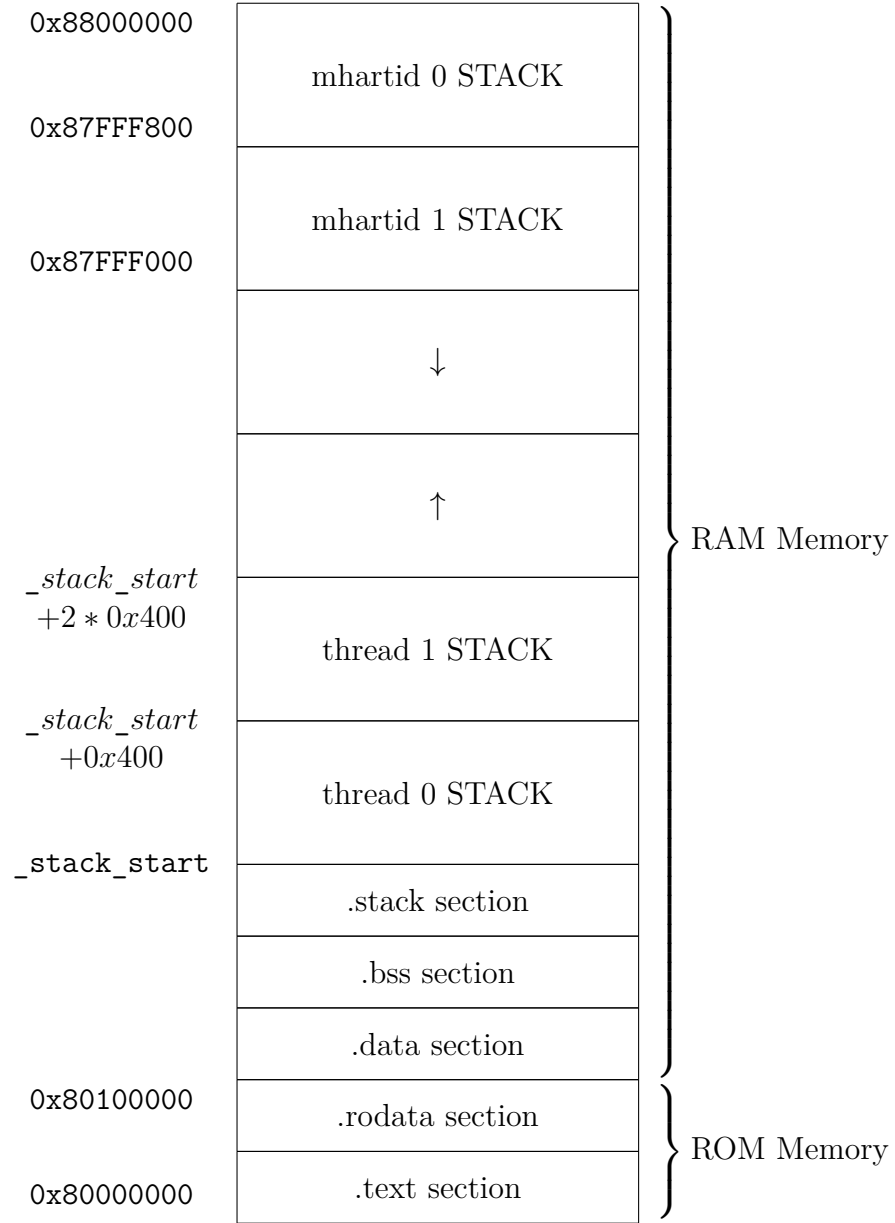 0x88000000
mhartid 0 STACK
0x87FFF800
mhartid 1 STACK
0x87FFF000
↓
↑
RAM Memory
_stack_start
+2 * 0x400
thread 1 STACK
_stack_start
+0x400
thread 0 STACK
_stack_start
.stack section
.bss section
.data section
0x80100000
.rodata section
ROM Memory
0x80000000
.text section